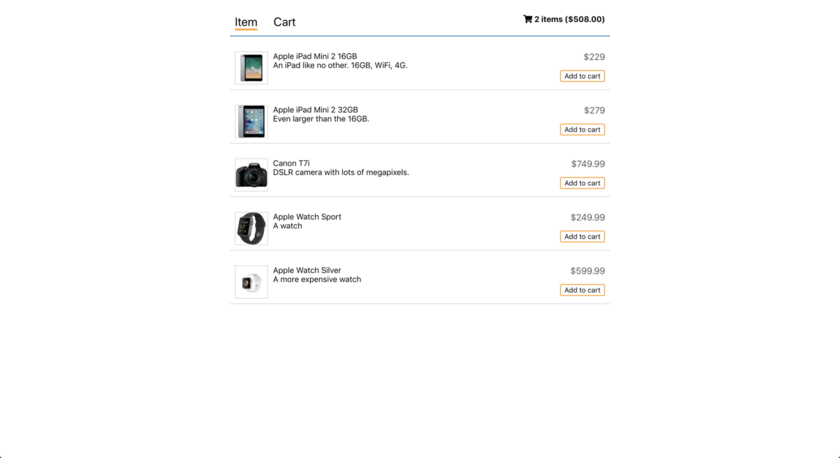 Item Cart 2 items ($508.00)
Apple iPad Mini 2 16GB $229
An iPad like no other. 16GB, WiFi, 4G.
Add to cart
Apple iPad Mini 2 32GB $279
Even larger than the 16GB.
Add to cart
Canon T7i $749.99
DSLR camera with lots of megapixels.
Add to cart
Apple Watch Sport $249.99
A watch
Add to cart
Apple Watch Silver $599.99
A more expensive watch
Add to cart